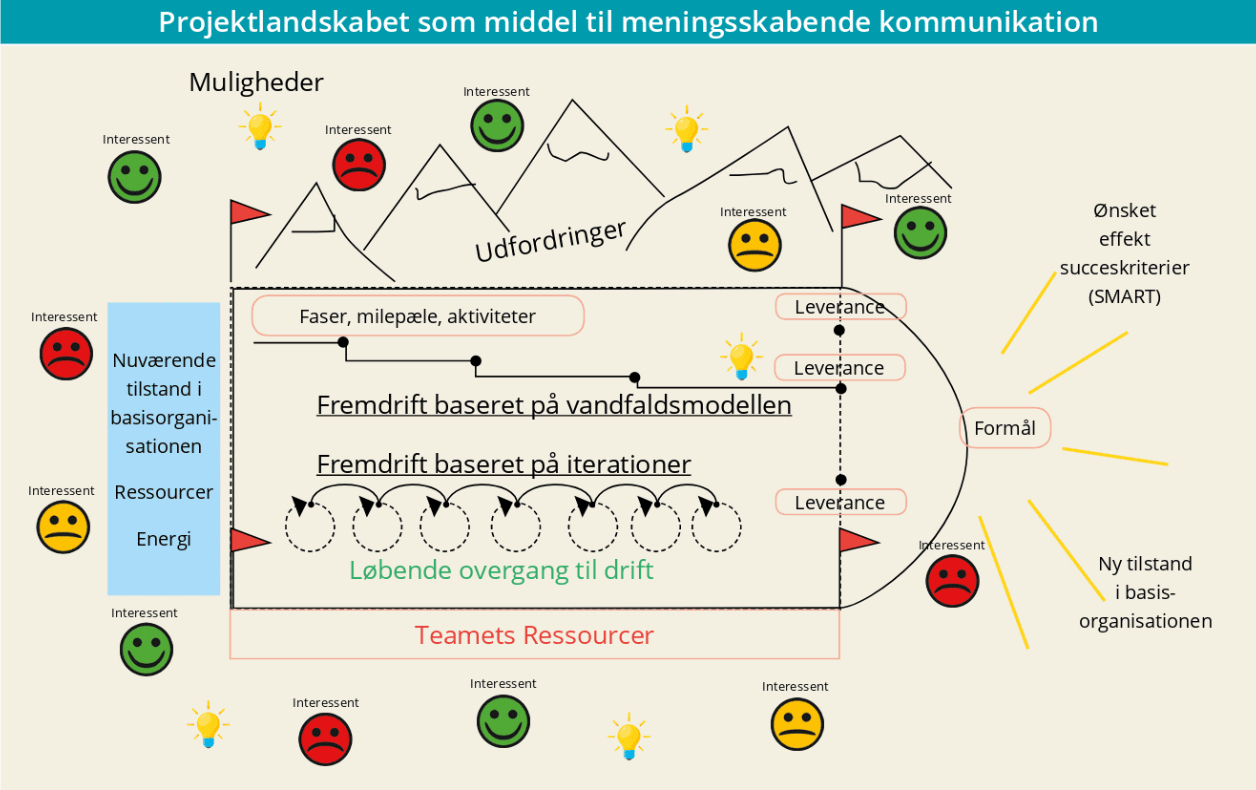 Projektlandskabet som middel til meningsskabende kommunikation
Muligheder
Interessent
Interessent
Interessent
Interessent
Interessent
Udfordringer
Ønsket
effekt
succeskriterier
(SMART)
Interessent
Nuværende
tilstand i
basisorgani-
sationen
Ressourcer
Energi
Interessent
Interessent
Faser, milepæle, aktiviteter
Leverance
Leverance
Fremdrift baseret på vandfaldsmodellen
Fremdrift baseret på iterationer
Leverance
Løbende overgang til drift
Formål
Interessent
Ny tilstand
i basis-
organisationen
Teamets Ressourcer
Interessent
Interessent
Interessent